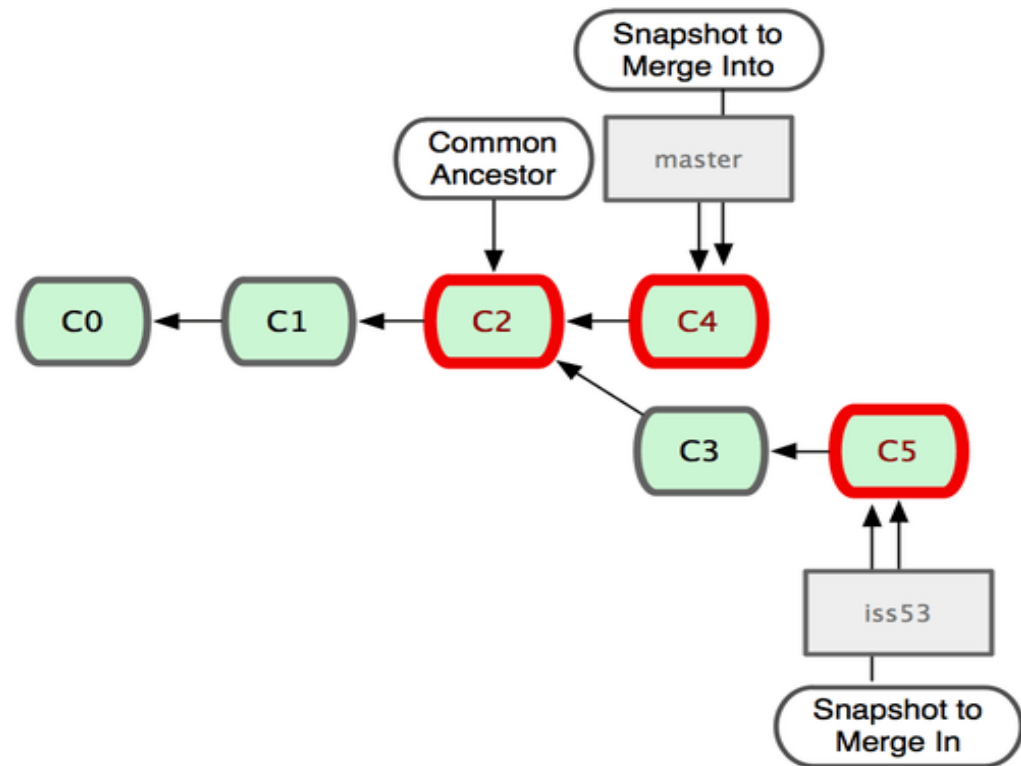 Snapshot to
Merge Into
Common
Ancestor
master
C0
C1
C2
C4
C3
C5
iss53
Snapshot to
Merge In